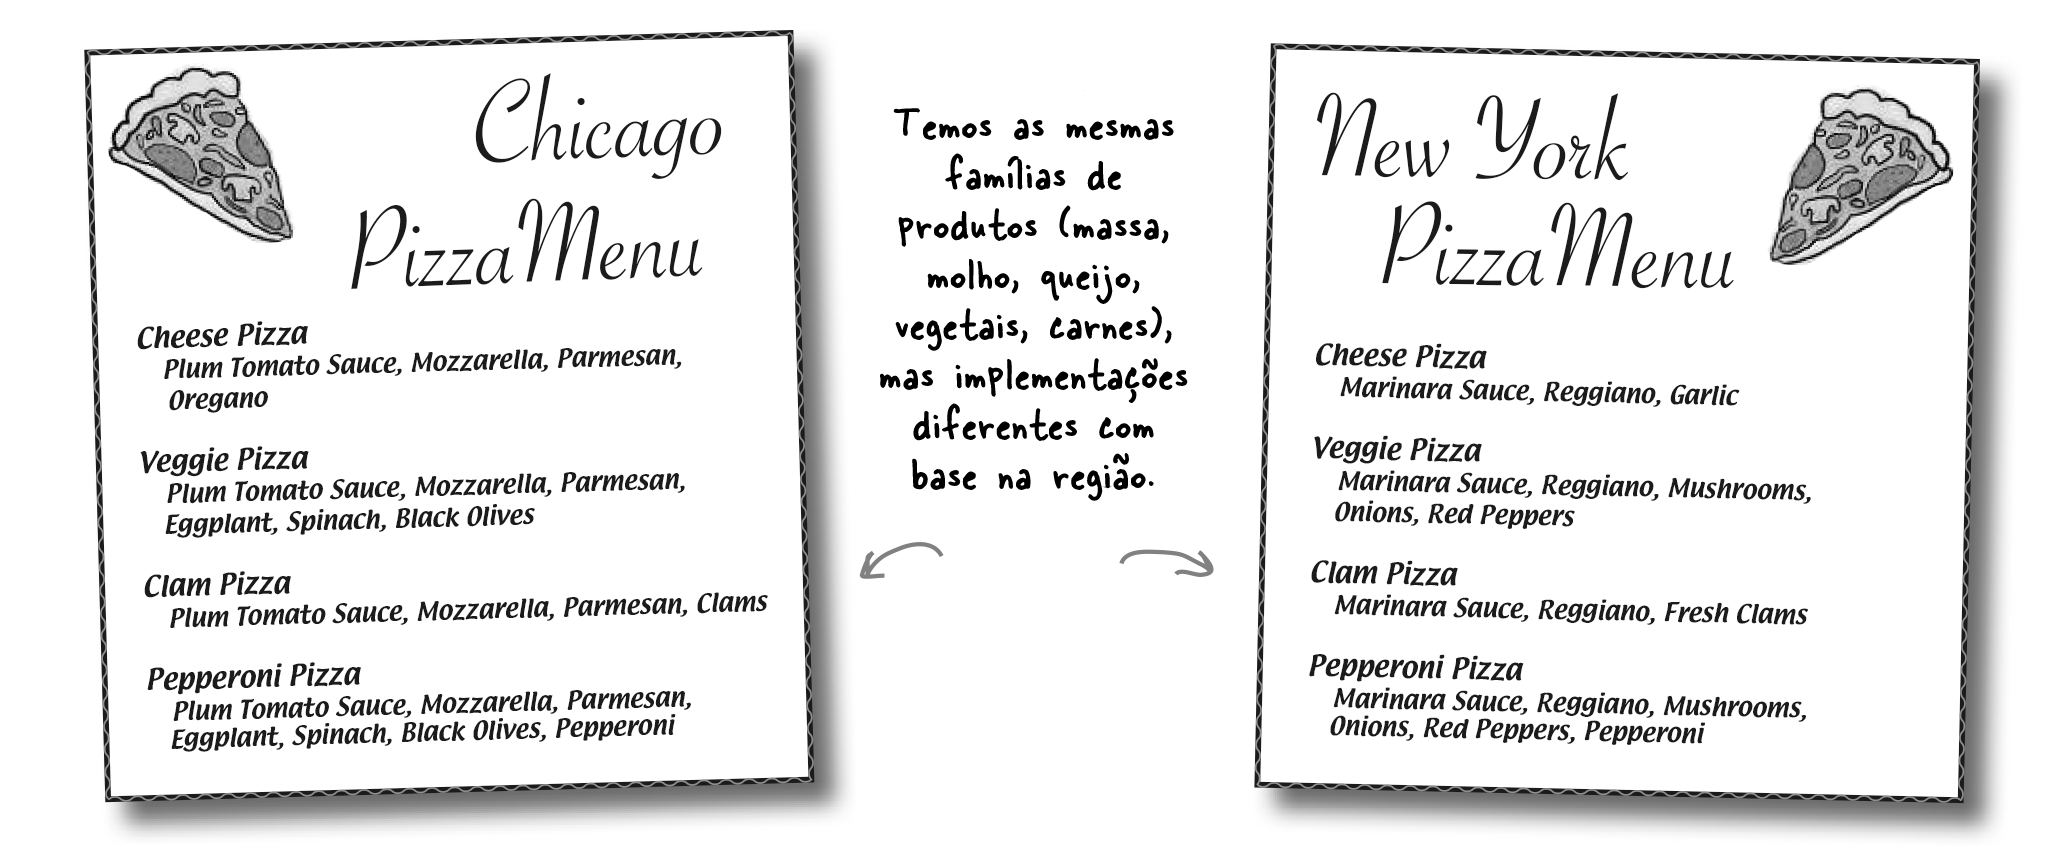 Chicago
Pizza Menu
Cheese Pizza
Plum Tomato Sauce, Mozzarella, Parmesan,
Oregano
Veggie Pizza
Plum Tomato Sauce, Mozzarella, Parmesan,
Eggplant, Spinach, Black Olives
Clam Pizza
Plum Tomato Sauce, Mozzarella, Parmesan, Clams
Pepperoni Pizza
Plum Tomato Sauce, Mozzarella, Parmesan,
Eggplant, Spinach, Black Olives, Pepperoni
Temos as mesmas
famílias de
produtos (massa,
molho, queijo,
vegetais, carnes),
mas implementações
diferentes com
base na região.
New York
Pizza Menu
Cheese Pizza
Marinara Sauce, Reggiano, Garlic
Veggie Pizza
Marinara Sauce, Reggiano, Mushrooms,
Onions, Red Peppers
Clam Pizza
Marinara Sauce, Reggiano, Fresh Clams
Pepperoni Pizza
Marinara Sauce, Reggiano, Mushrooms,
Onions, Red Peppers, Pepperoni